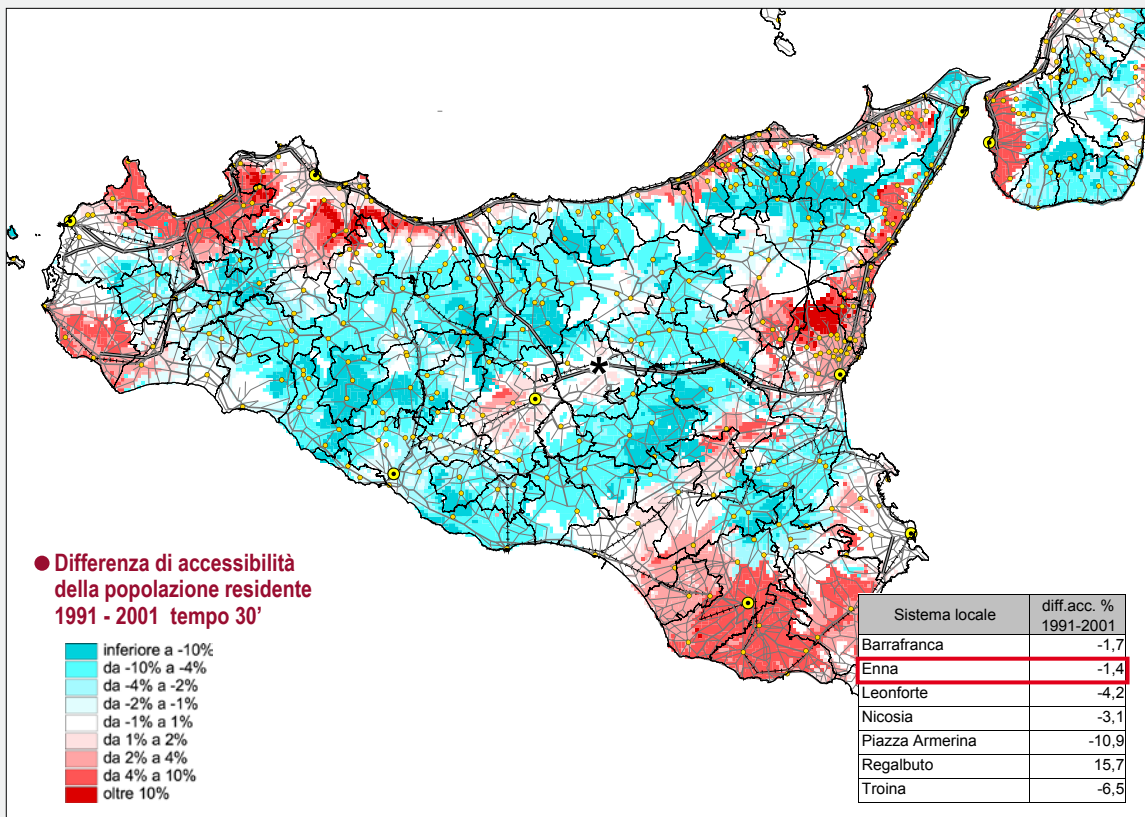 ● Differenza di accessibilità
della popolazione residente
1991 - 2001 tempo 30’
inferiore a -10%
da -10% a -4%
da -4% a -2%
da -2% a -1%
da -1% a 1%
da 1% a 2%
da 2% a 4%
da 4% a 10%
oltre 10%
Sistema locale diff.acc. %
1991-2001
Barrafranca -1,7
Enna -1,4
Leonforte -4,2
Nicosia -3,1
Piazza Armerina -10,9
Regalbuto 15,7
Troina -6,5